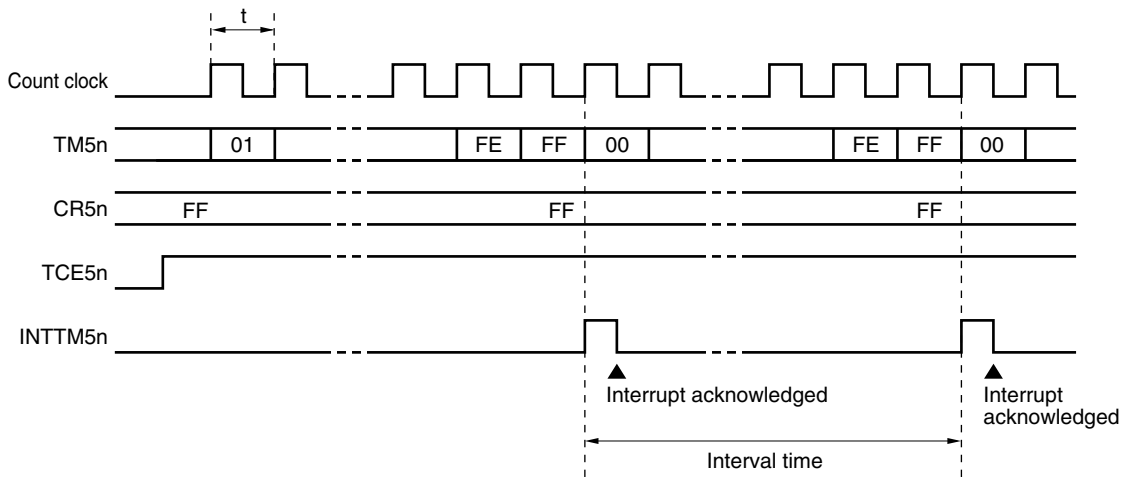 t
Count clock
TM5n 01 FE FF 00 FE FF 00
CR5n FF FF FF
TCE5n
INTTM5n
Interrupt acknowledged
Interrupt
acknowledged
Interval time